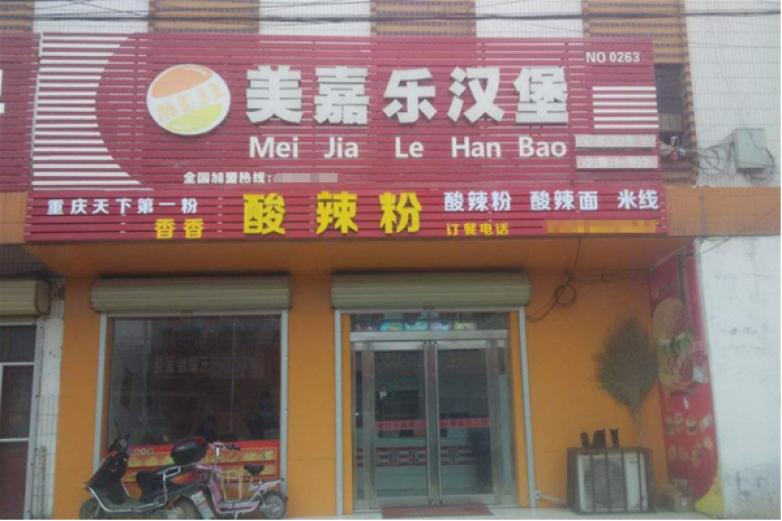 NO 0263
美嘉乐汉堡
Mei Jia Le Han Bao
全国加盟热线:
重庆天下第一粉 香香 酸辣粉 酸辣粉 酸辣面 米线
订餐电话